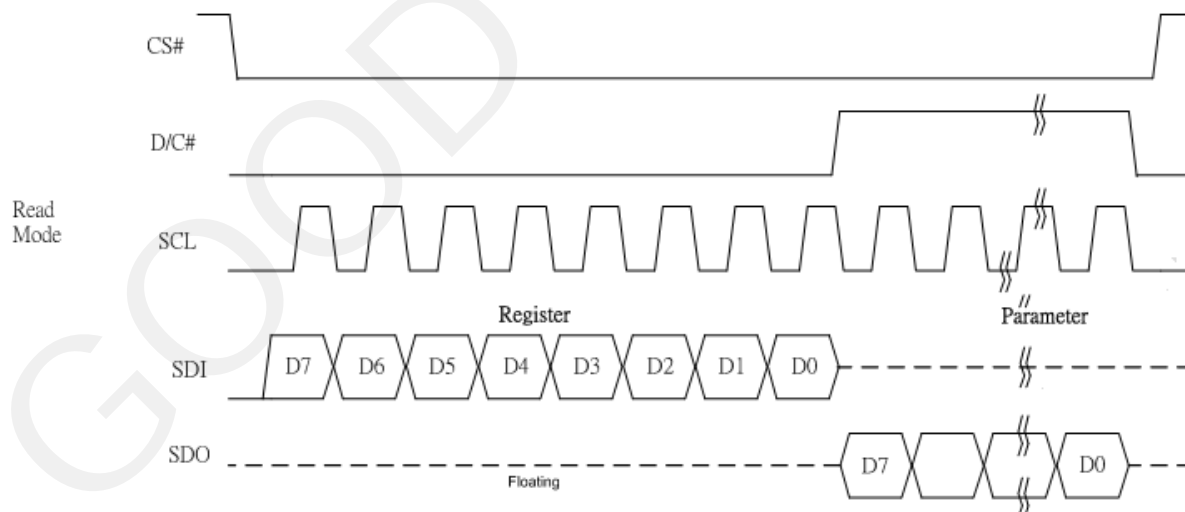 CS#
D/C#
Read
Mode
SCL
Register
Parameter
SDI
D7 D6 D5 D4 D3 D2 D1 D0
SDO
D7
D0
Floating
GOOD